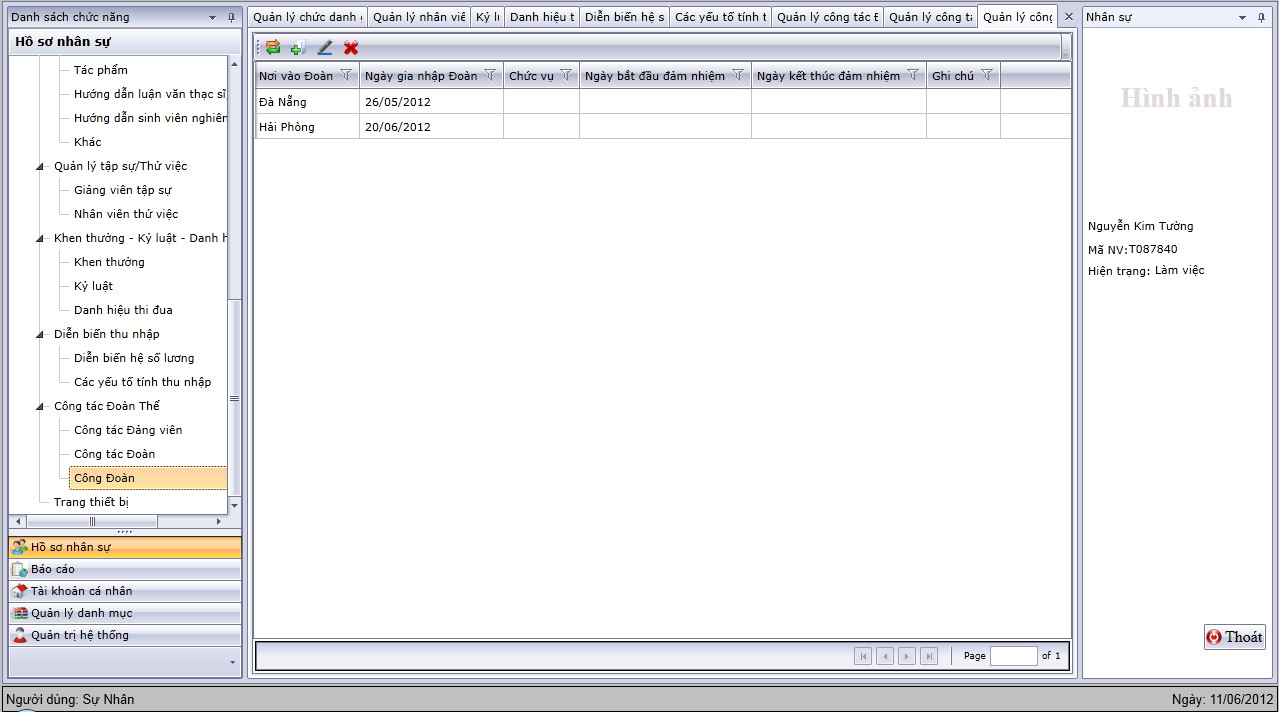 Danh sách chức năng
Hồ sơ nhân sự
Tác phẩm
Hướng dẫn luận văn thạc sĩ,
Hướng dẫn sinh viên nghiên
Khác
Quản lý tập sự/Thử việc
Giảng viên tập sự
Nhân viên thử việc
Khen thưởng - Kỷ luật - Danh h
Khen thưởng
Kỷ luật
Danh hiệu thi đua
Diễn biến thu nhập
Diễn biến hệ số lương
Các yếu tố tính thu nhập
Công tác Đoàn Thể
Công tác Đảng viên
Công tác Đoàn
Công Đoàn
Trang thiết bị
Hồ sơ nhân sự
Báo cáo
Tài khoản cá nhân
Quản lý danh mục
Quản trị hệ thống
Quản lý chức danh Quản lý nhân viê Kỷ l Danh hiệu t Diễn biến hệ s Các yếu tố tính t Quản lý công tác Đ Quản lý công tá Quản lý công
Nơi vào Đoàn Ngày gia nhập Đoàn Chức vụ Ngày bắt đầu đảm nhiệm Ngày kết thúc đảm nhiệm Ghi chú
Đà Nẵng 26/05/2012
Hải Phòng 20/06/2012
Page of 1
Nhân sự
Hình ảnh
Nguyễn Kim Tường
Mã NV:T087840
Hiện trạng: Làm việc
Thoát
Người dùng: Sự Nhân
Ngày: 11/06/2012